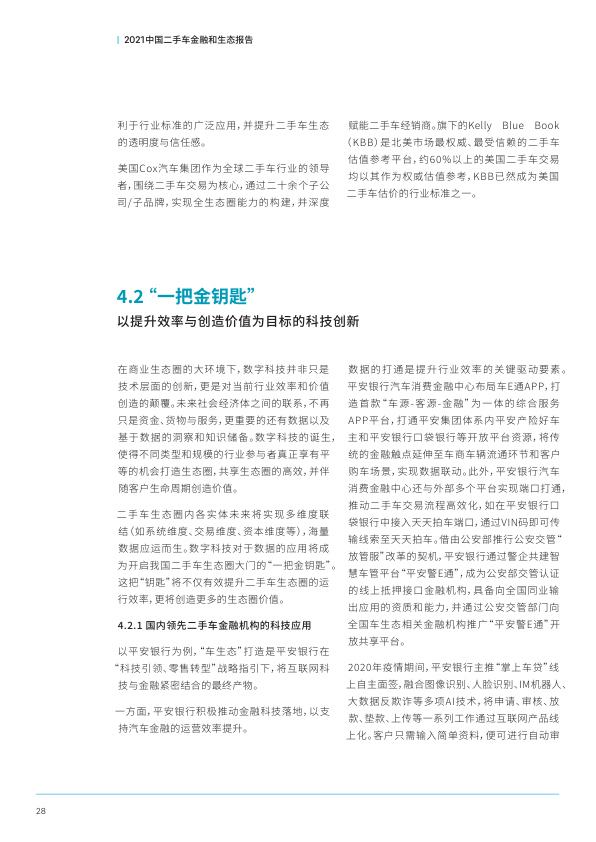 2021中国二手车金融和生态报告
利于行业标准的广泛应用，并提升二手车生态
的透明度与信任感。
美国Cox汽车集团作为全球二手车行业的领导
者，围绕二手车交易为核心，通过二十余个子公
司/子品牌，实现全生态圈能力的构建，并深度
赋能二手车经销商。旗下的Kelly Blue Book
（KBB）是北美市场最权威、最受信赖的二手车
估值参考平台，约60%以上的美国二手车交易
均以其作为权威估值参考，KBB已然成为美国
二手车估价的行业标准之一。
4.2 “一把金钥匙”
以提升效率与创造价值为目标的科技创新
在商业生态圈的大环境下，数字科技并非只是
技术层面的创新，更是对当前行业效率和价值
创造的颠覆。未来社会经济体之间的联系，不再
只是资金、货物与服务，更重要的还有数据以及
基于数据的洞察和知识储备。数字科技的诞生，
使得不同类型和规模的行业参与者真正享有平
等的机会打造生态圈，共享生态圈的高效，并伴
随客户生命周期创造价值。
二手车生态圈内各实体未来将实现多维度联
结（如系统维度、交易维度、资本维度等），海量
数据应运而生。数字科技对于数据的应用将成
为开启我国二手车生态圈大门的“一把金钥匙”。
这把“钥匙”将不仅有效提升二手车生态圈的运
行效率，更将创造更多的生态圈价值。
4.2.1 国内领先二手车金融机构的科技应用
以平安银行为例，“车生态”打造是平安银行在
“科技引领、零售转型”战略指引下，将互联网科
技与金融紧密结合的最终产物。
一方面，平安银行积极推动金融科技落地，以支
持汽车金融的运营效率提升。
数据的打通是提升行业效率的关键驱动要素。
平安银行汽车消费金融中心布局车E通APP，打
造首款“车源-客源-金融”为一体的综合服务
APP平台，打通平安集团体系内平安产险好车
主和平安银行口袋银行等开放平台资源，将传
统的金融触点延伸至车商车辆流通环节和客户
购车场景，实现数据联动。此外，平安银行汽车
消费金融中心还与外部多个平台实现端口打通，
推动二手车交易流程高效化，如在平安银行口
袋银行中接入天天拍车端口，通过VIN码即可传
输线索至天天拍车。借由公安部推行公安交管“
放管服”改革的契机，平安银行通过警企共建智
慧车管平台“平安警E通”，成为公安部交管认证
的线上抵押接口金融机构，具备向全国同业输
出应用的资质和能力，并通过公安交管部门向
全国车生态相关金融机构推广“平安警E通”开
放共享平台。
2020年疫情期间，平安银行主推“掌上车贷”线
上自主面签，融合图像识别、人脸识别、IM机器人、
大数据反欺诈等多项AI技术，将申请、审核、放
款、垫款、上传等一系列工作通过互联网产品线
上化。客户只需输入简单资料，便可进行自动审
28